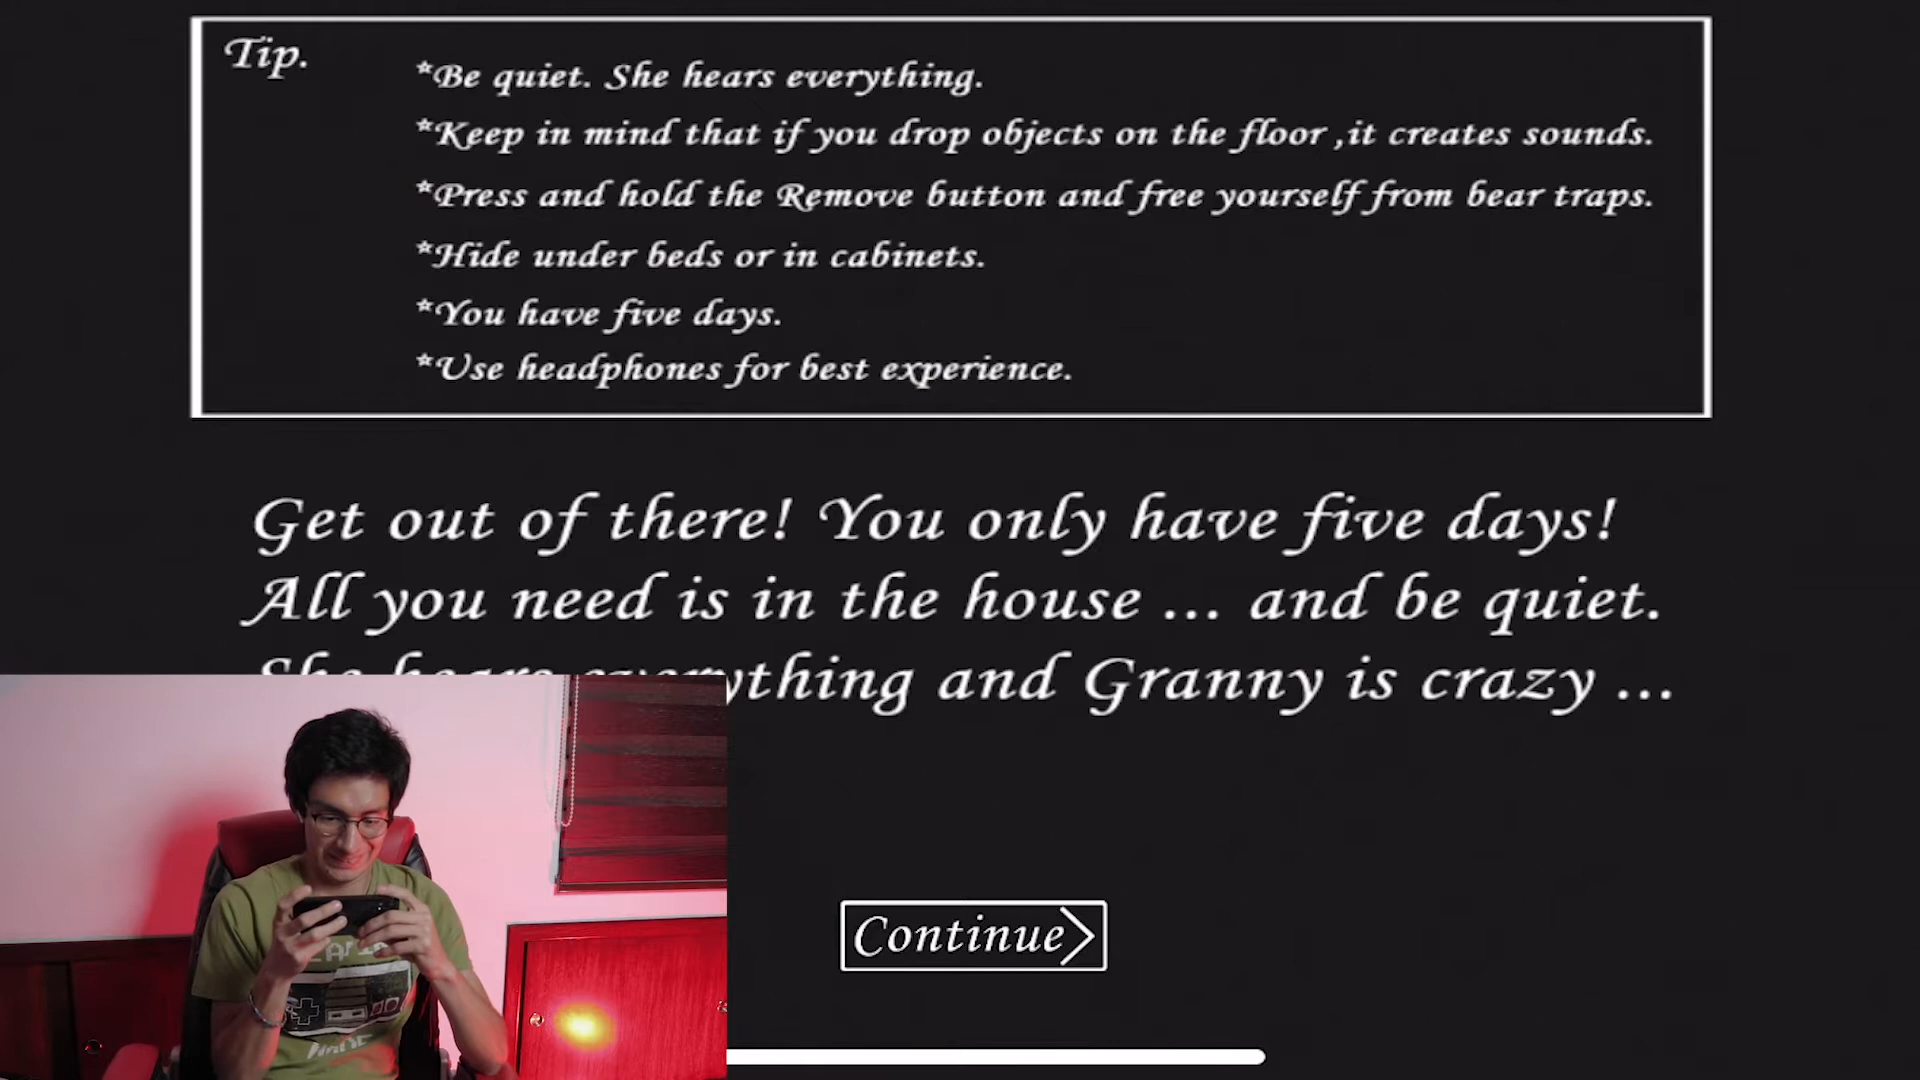 Tip.
*Be quiet. She hears everything.
*Keep in mind that if you drop objects on the floor ,it creates sounds.
*Press and hold the Remove button and free yourself from bear traps.
*Hide under beds or in cabinets.
*You have five days.
*Use headphones for best experience.
Get out of there! You only have five days!
All you need is in the house ... and be quiet.
She hears everything and Granny is crazy ...
Continue>